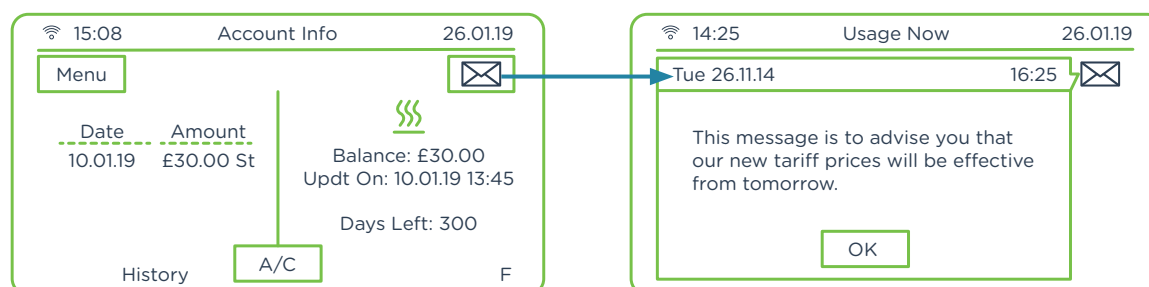 15:08 Account Info 26.01.19
Menu
Date Amount
10.01.19 £30.00 St
Balance: £30.00
Updt On: 10.01.19 13:45
Days Left: 300
History A/C F
14:25 Usage Now 26.01.19
Tue 26.11.14 16:25
This message is to advise you that
our new tariff prices will be effective
from tomorrow.
OK